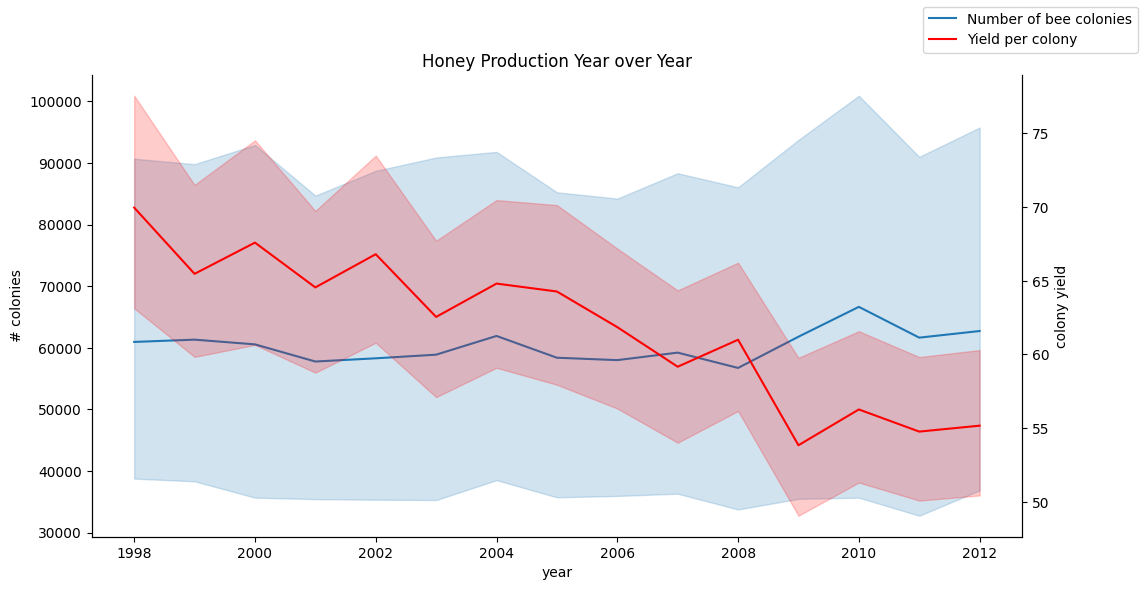 Number of bee colonies
Yield per colony
Honey Production Year over Year
100000
90000
80000
70000
60000
50000
40000
30000
# colonies
75
70
65
60
55
50
colony yield
1998 2000 2002 2004 2006 2008 2010 2012
year